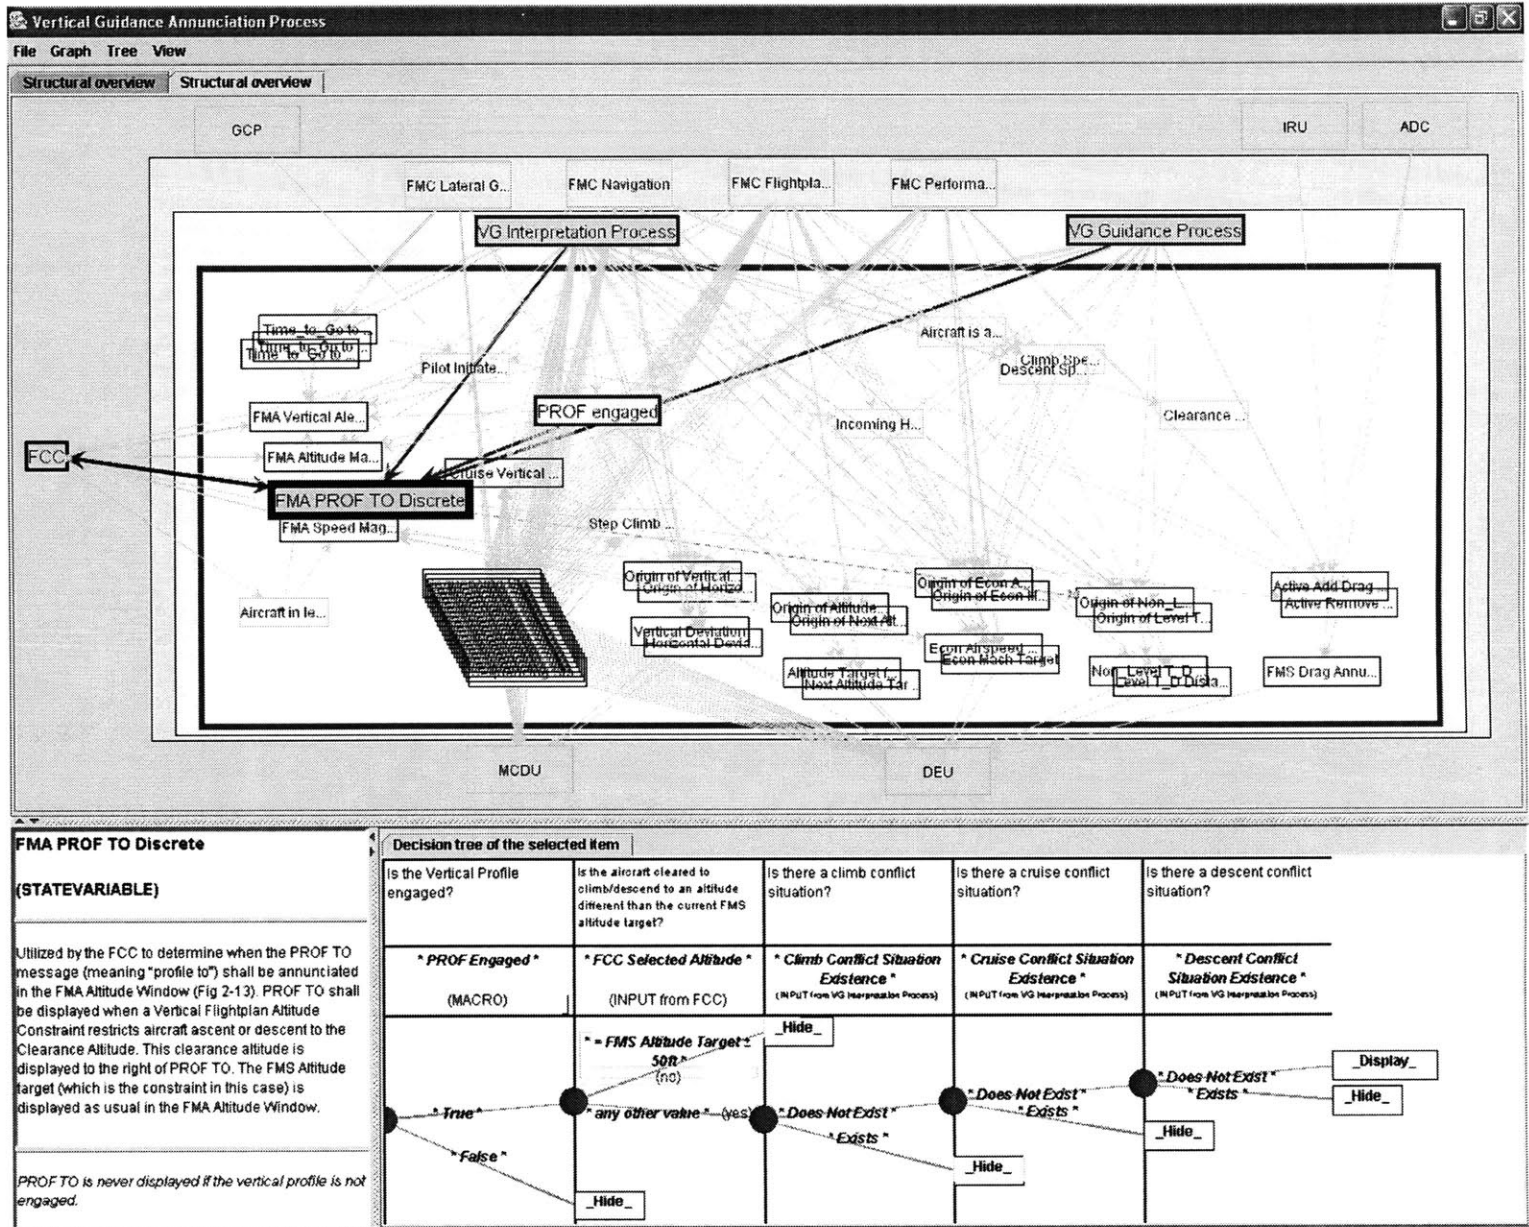 Vertical Guidance Annunciation Process
File Graph Tree View
Structural overview Structural overview
GCP
IRU
ADC
FMC Lateral G...
FMC Navigation
FMC Flightpla...
FMC Performa...
VG Interpretation Process
VG Guidance Process
Time_to_Go to ...
Time_to_Go to ...
Time_to_Go to ...
Aircraft is a...
Climb Spe...
Descent Sp...
Pilot Initiate...
PROF engaged
FMA Vertical Ale...
Incoming H...
Clearance ...
FCC
FMA Altitude Ma...
Cruise Vertical ...
FMA PROF TO Discrete
FMA Speed Mag...
Step Climb ...
Origin of Vertical...
Origin of Horizo...
Origin of Econ A...
Origin of Econ M...
Active Add Drag ...
Active Remove ...
Aircraft in le...
Origin of Altitude...
Origin of Next Alt...
Origin of Non_L...
Origin of Level T...
Vertical Deviation
Horizontal Devia...
Econ Airspeed ...
Econ Mach Target
Altitude Target f...
Next Altitude Tar...
Non_Level T_D ...
Level T_D Dista...
FMS Drag Annu...
MCDU
DEU
FMA PROF TO Discrete
(STATEVARIABLE)
Utilized by the FCC to determine when the PROF TO
message (meaning "profile to") shall be annunciated
in the FMA Altitude Window (Fig 2-13). PROF TO shall
be displayed when a Vertical Flightplan Altitude
Constraint restricts aircraft ascent or descent to the
Clearance Altitude. This clearance altitude is
displayed to the right of PROF TO. The FMS Altitude
target (which is the constraint in this case) is
displayed as usual in the FMA Altitude Window.
PROF TO is never displayed if the vertical profile is not
engaged.
Decision tree of the selected item
Is the Vertical Profile
engaged?
Is the aircraft cleared to
climb/descend to an altitude
different than the current FMS
altitude target?
Is there a climb conflict
situation?
Is there a cruise conflict
situation?
Is there a descent conflict
situation?
" PROF Engaged "
(MACRO)
" FCC Selected Altitude "
(INPUT from FCC)
" Climb Conflict Situation
Existence "
(INPUT from VG Interpretation Process)
" Cruise Conflict Situation
Existence "
(INPUT from VG Interpretation Process)
" Descent Conflict
Situation Existence "
(INPUT from VG Interpretation Process)
" = FMS Altitude Target ±
50ft "
(no)
_Hide_
" True "
" any other value " (yes)
" Does Not Exist "
" Does Not Exist "
" Does Not Exist "
_Display_
" Exists "
_Hide_
" Exists "
_Hide_
" Exists "
_Hide_
" False "
_Hide_